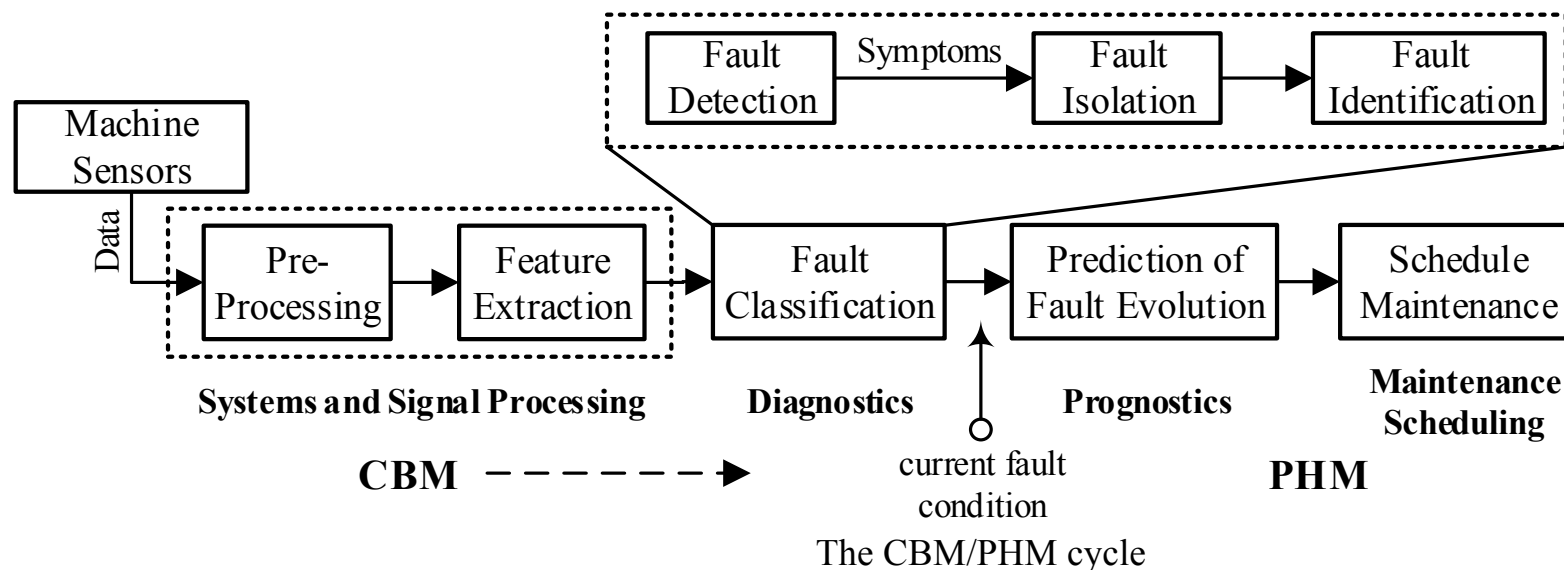 Fault
Detection
Symptoms
Fault
Isolation
Fault
Identification
Machine
Sensors
Data
Pre-
Processing
Feature
Extraction
Fault
Classification
Prediction of
Fault Evolution
Schedule
Maintenance
Systems and Signal Processing
Diagnostics
Prognostics
Maintenance
Scheduling
CBM
current fault
condition
PHM
The CBM/PHM cycle